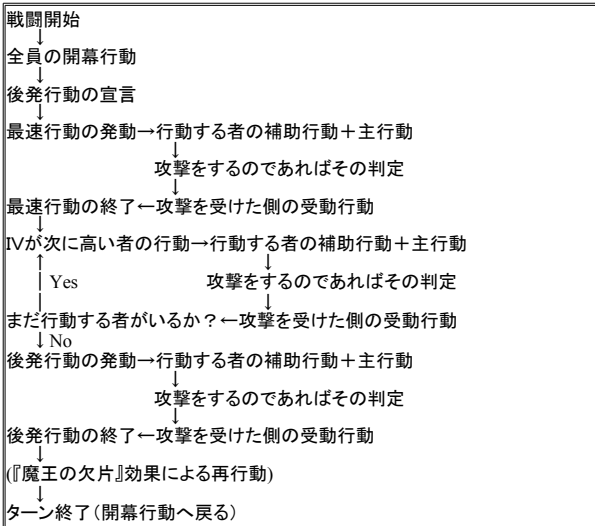 戦闘開始
↓
全員の開幕行動
↓
後発行動の宣言
↓
最速行動の発動→行動する者の補助行動+主行動
↓
攻撃をするのであればその判定
↓
最速行動の終了←攻撃を受けた側の受動行動
↓
IVが次に高い者の行動→行動する者の補助行動+主行動
↑ ↓
Yes 攻撃をするのであればその判定
↓
まだ行動する者がいるか?←攻撃を受けた側の受動行動
↓ No
後発行動の発動→行動する者の補助行動+主行動
↓
攻撃をするのであればその判定
↓
後発行動の終了←攻撃を受けた側の受動行動
↓
(『魔王の欠片』効果による再行動)
↓
ターン終了(開幕行動へ戻る)